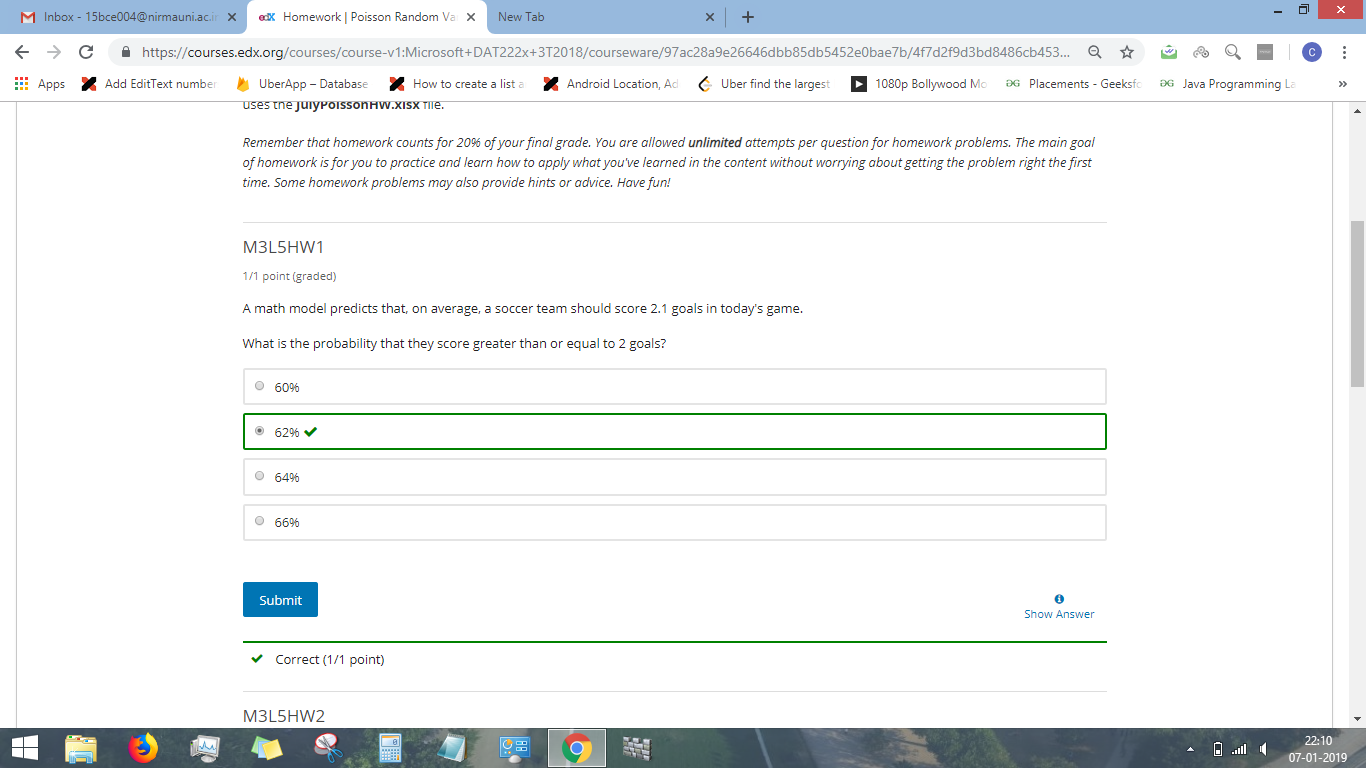 Inbox - 15bce004@nirmauni.ac.i
edX Homework | Poisson Random Va
New Tab
https://courses.edx.org/courses/course-v1:Microsoft+DAT222x+3T2018/courseware/97ac28a9e26646dbb85db5452e0bae7b/4f7d2f9d3bd8486cb453...
C
Apps
Add EditText number
UberApp – Database
How to create a list a
Android Location, Ad
Uber find the largest
1080p Bollywood Mo
Placements - Geeksfo
Java Programming La
»
uses the JulyPoissonHW.xlsx file.
Remember that homework counts for 20% of your final grade. You are allowed unlimited attempts per question for homework problems. The main goal
of homework is for you to practice and learn how to apply what you've learned in the content without worrying about getting the problem right the first
time. Some homework problems may also provide hints or advice. Have fun!
M3L5HW1
1/1 point (graded)
A math model predicts that, on average, a soccer team should score 2.1 goals in today's game.
What is the probability that they score greater than or equal to 2 goals?
60%
62%
64%
66%
Submit
Show Answer
Correct (1/1 point)
M3L5HW2
22:10
07-01-2019